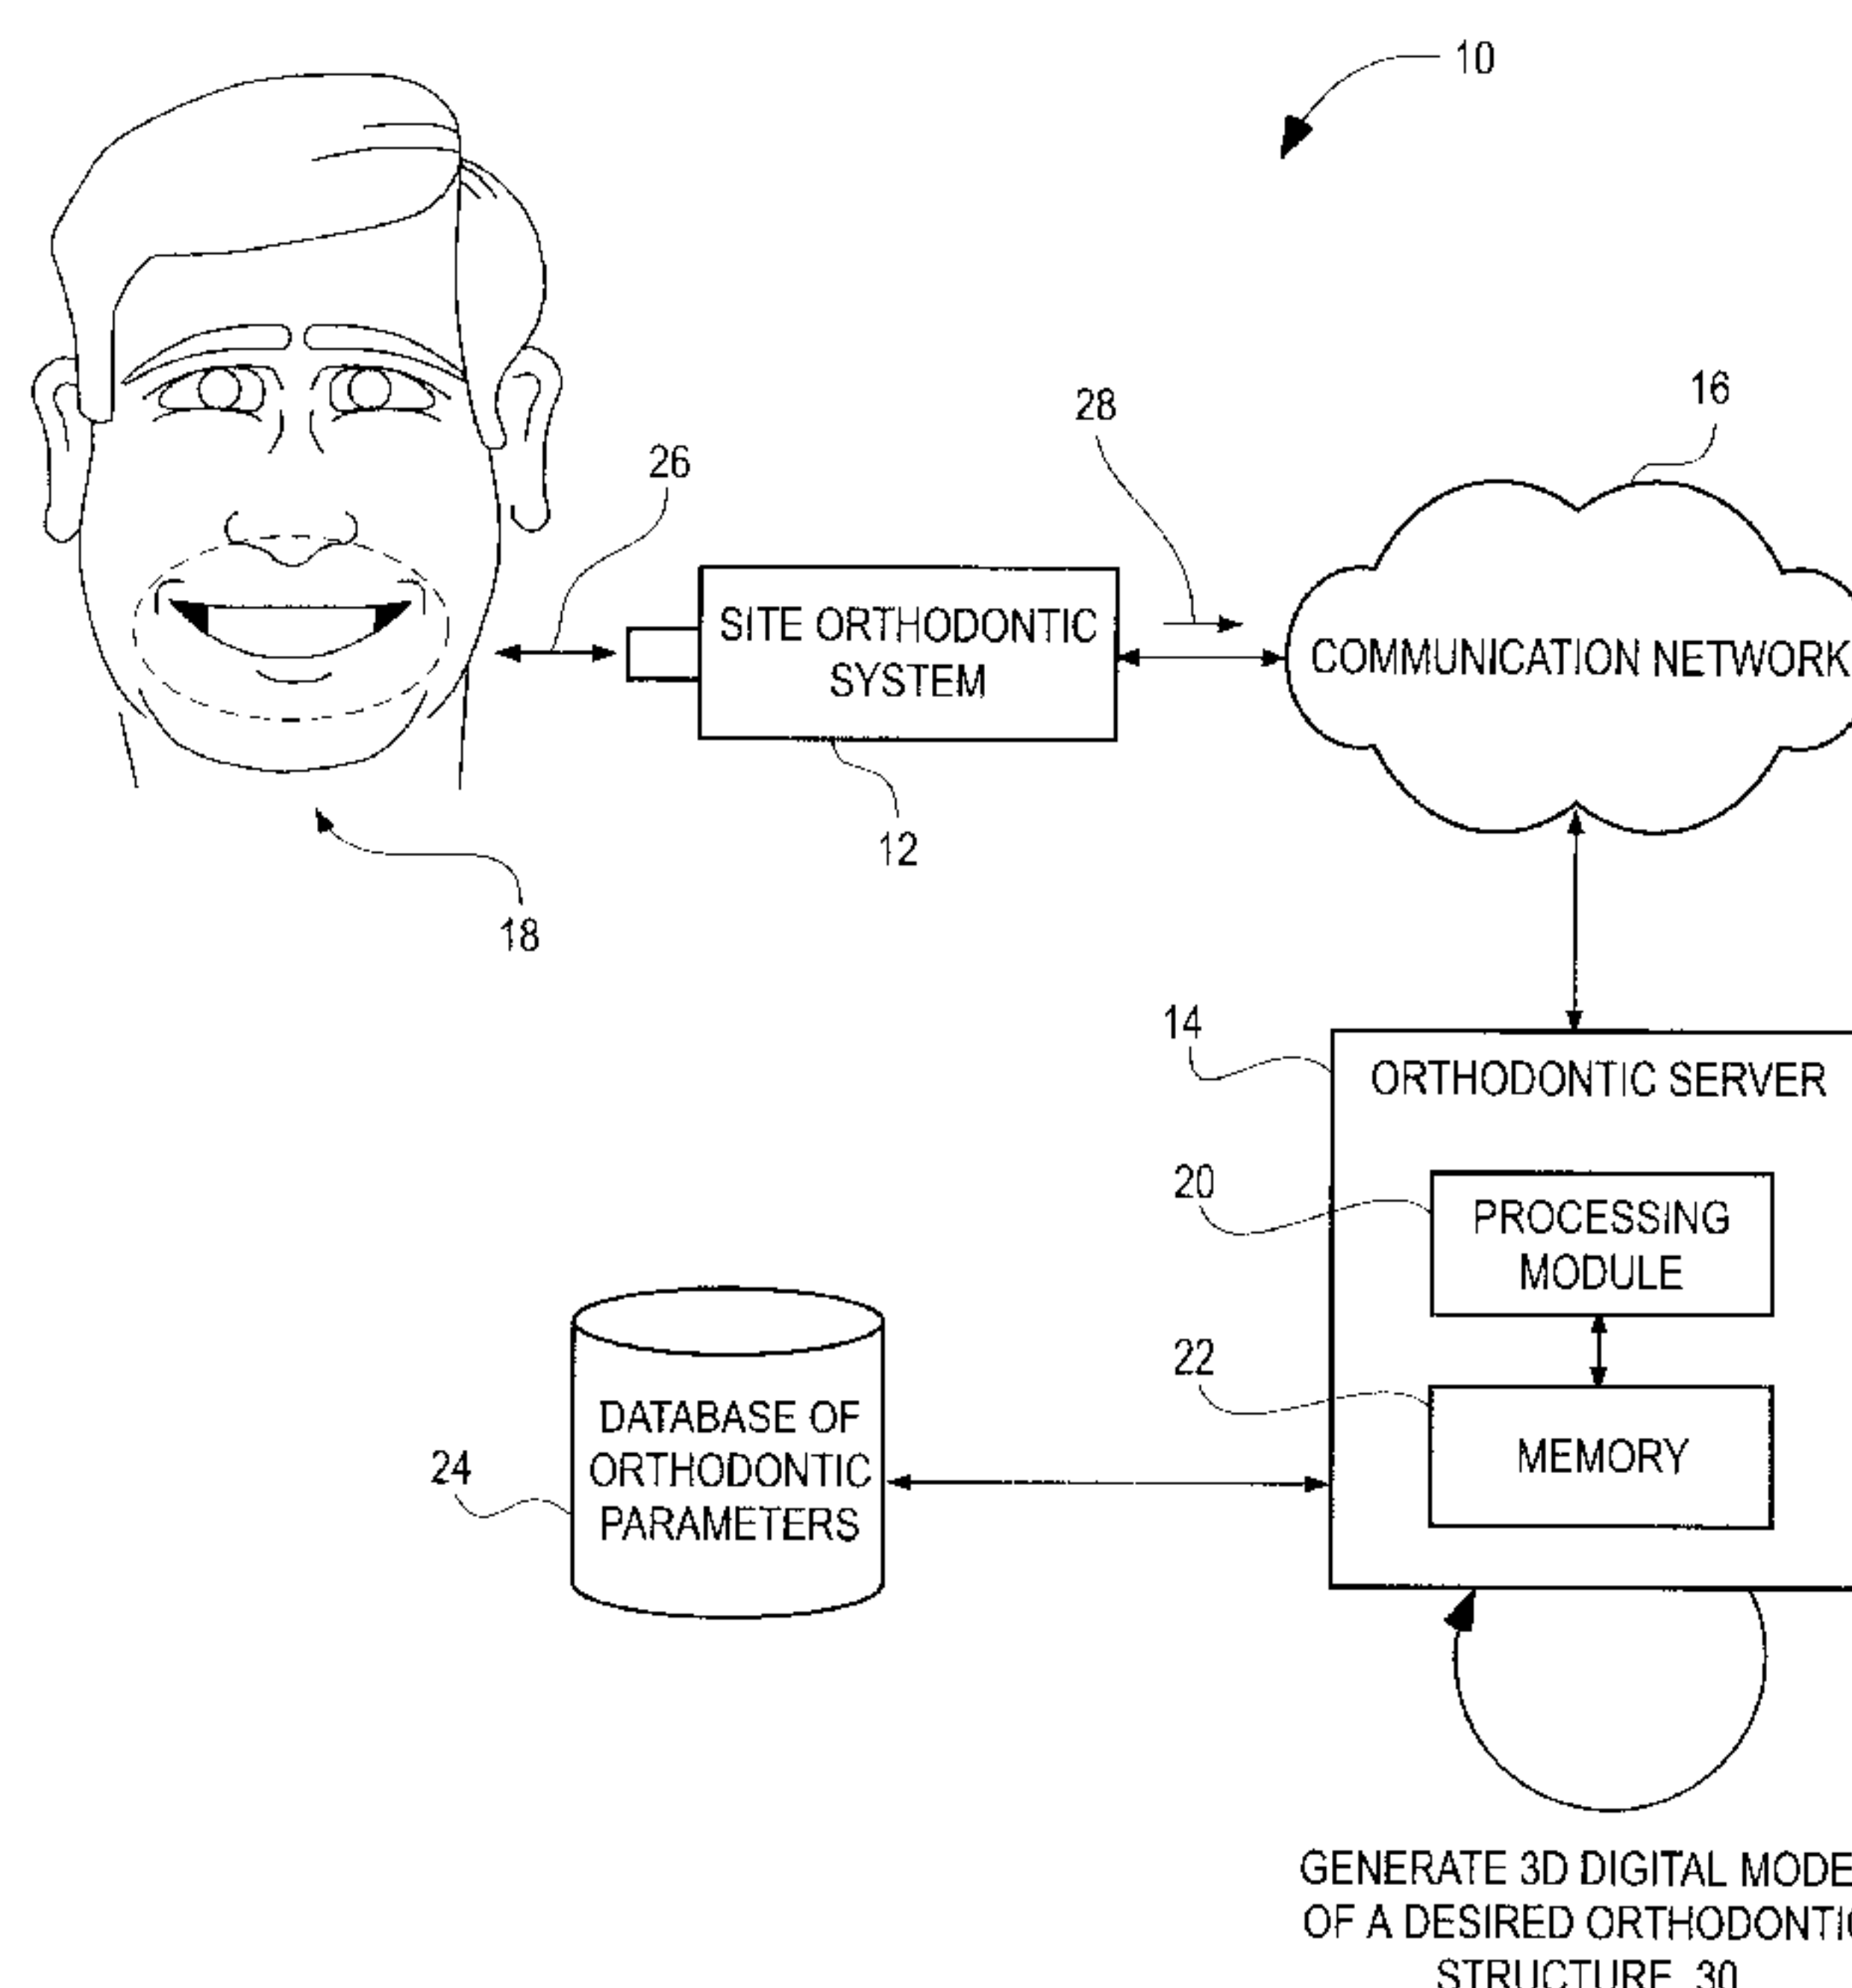 10
16
28
26
SITE ORTHODONTIC
SYSTEM
COMMUNICATION NETWORK
12
18
14
ORTHODONTIC SERVER
20
PROCESSING
MODULE
22
MEMORY
DATABASE OF
ORTHODONTIC
PARAMETERS
24
GENERATE 3D DIGITAL
OF A DESIRED
STRUCTURE 30